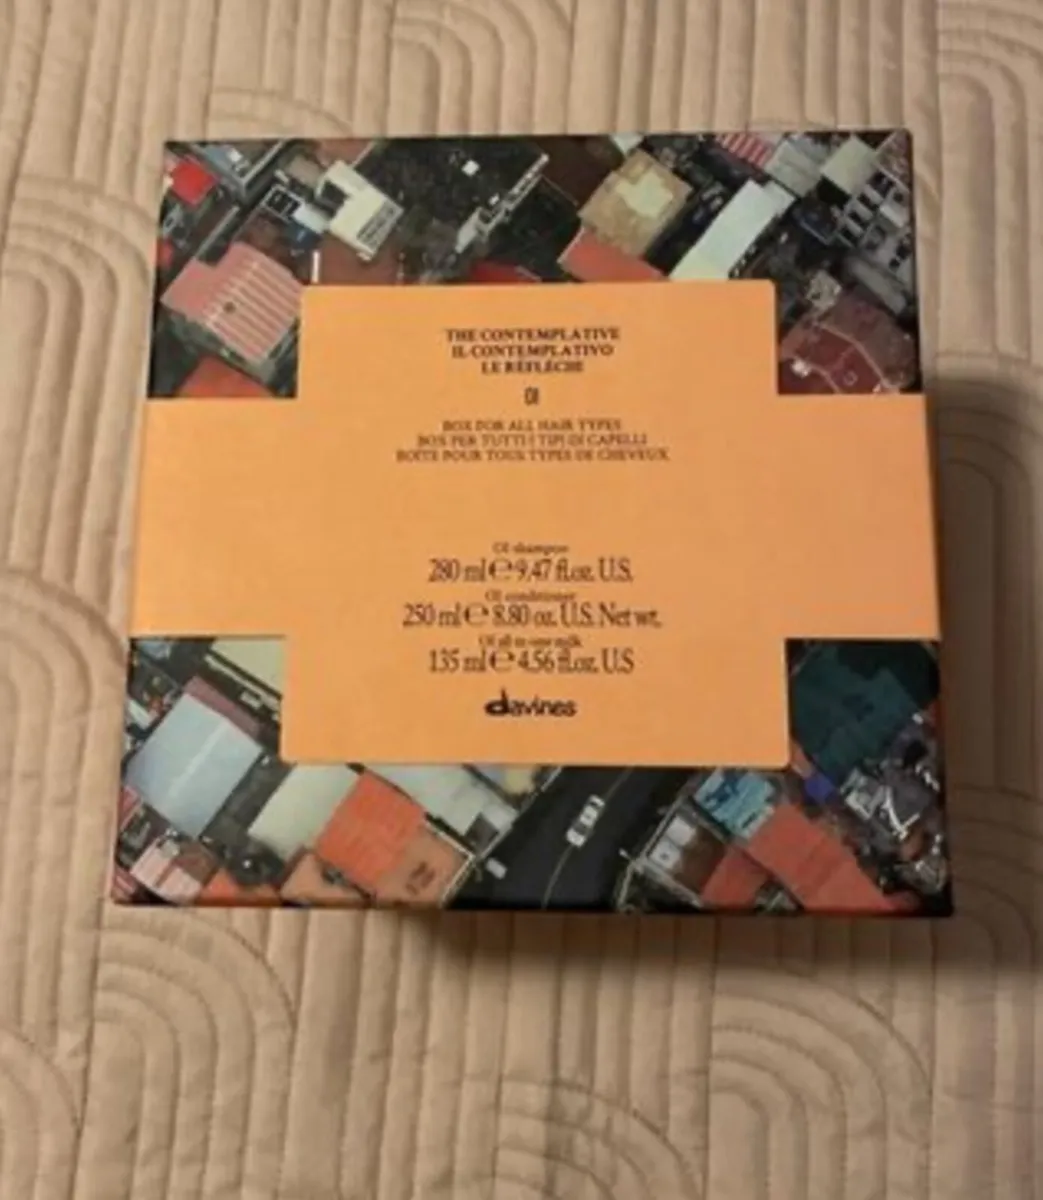 THE CONTEMPLATIVE
IL CONTEMPLATIVO
LE RÉFLÉCHI
OI
BOX FOR ALL HAIR TYPES
BOX PER TUTTI I TIPI DI CAPELLI
BOÎTE POUR TOUS TYPES DE CHEVEUX
OI shampoo
280 ml ℮ 9.47 fl.oz. U.S.
OI conditioner
250 ml ℮ 8.80 oz. U.S. Net wt.
OI all in one milk
135 ml ℮ 4.56 fl.oz. U.S
davines